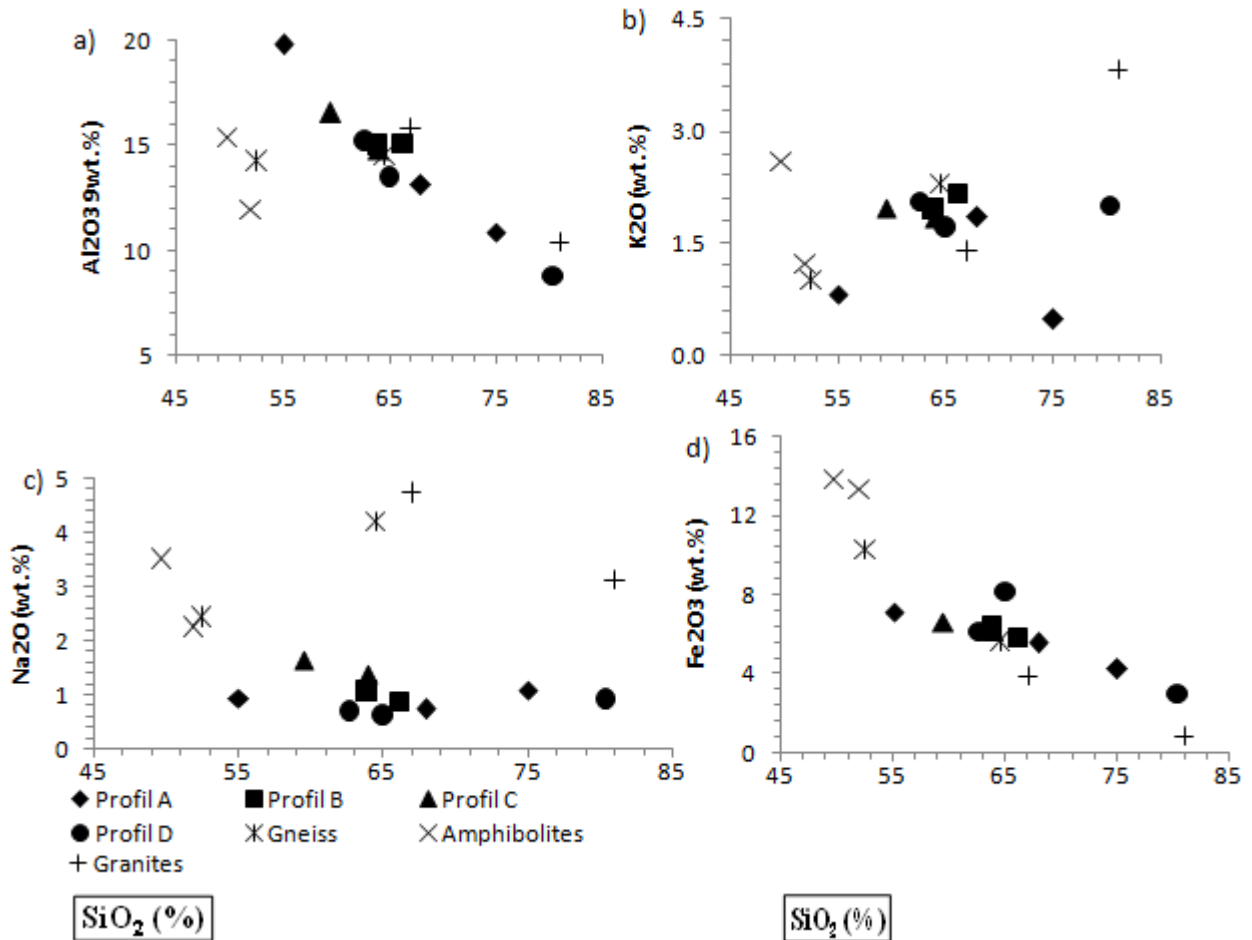 a)
20
15
10
5
Al2O39wt.%)
45 55 65 75 85
b)
4.5
3.0
1.5
0.0
K2O (wt.%)
45 55 65 75 85
c)
5
4
3
2
1
0
Na2O (wt.%)
45 55 65 75 85
d)
16
12
8
4
0
Fe2O3 (wt.%)
45 55 65 75 85
Profil A Profil B Profil C
Profil D Gneiss Amphibolites
Granites
SiO₂ (%)
SiO₂ (%)